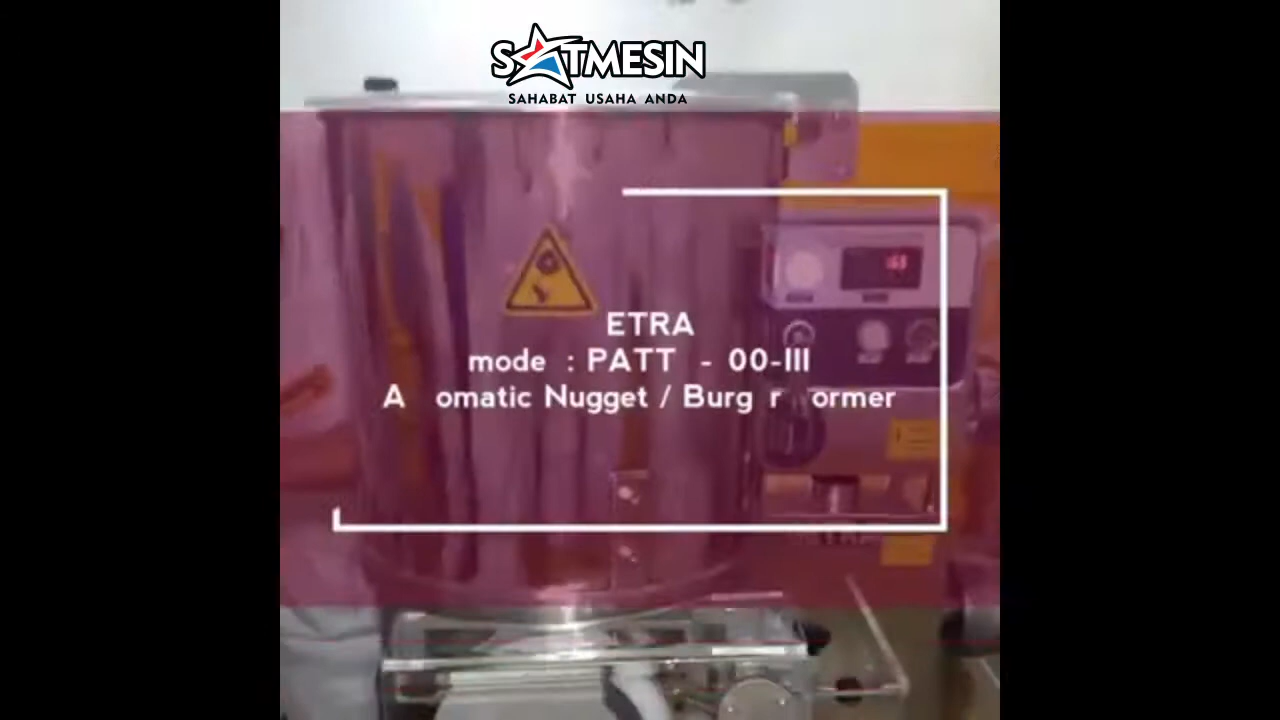 SATMESIN
SAHABAT USAHA ANDA
ETRA
mode : PATT - 00-III
A omatic Nugget / Burg r ormer